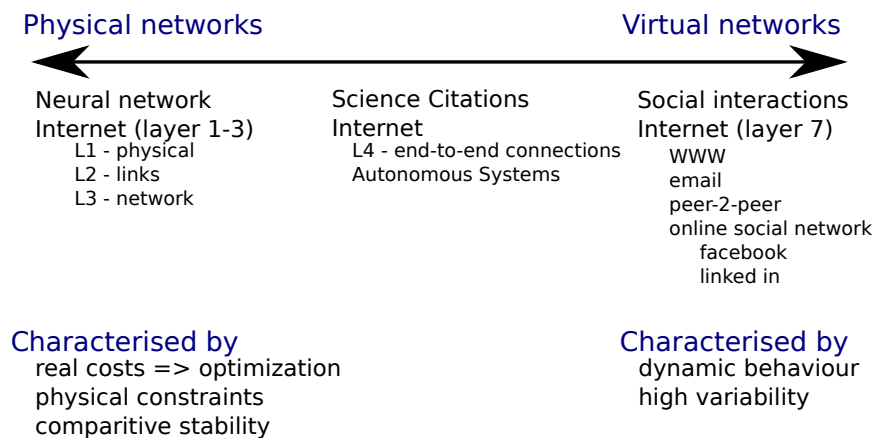 Physical networks
Virtual networks
Neural network
Internet (layer 1-3)
L1 - physical
L2 - links
L3 - network
Science Citations
Internet
L4 - end-to-end connections
Autonomous Systems
Social interactions
Internet (layer 7)
WWW
email
peer-2-peer
online social network
facebook
linked in
Characterised by
real costs => optimization
physical constraints
comparitive stability
Characterised by
dynamic behaviour
high variability